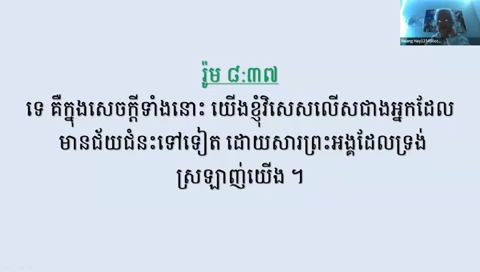 រ៉ូម ៨:៣៧
ទេ គឺក្នុងសេចក្ដីទាំងនោះ យើងខ្ញុំវិសេសលើសជាងអ្នកដែល
មានជ័យជំនះទៅទៀត ដោយសារព្រះអង្គដែលទ្រង់
ស្រឡាញ់យើង ។